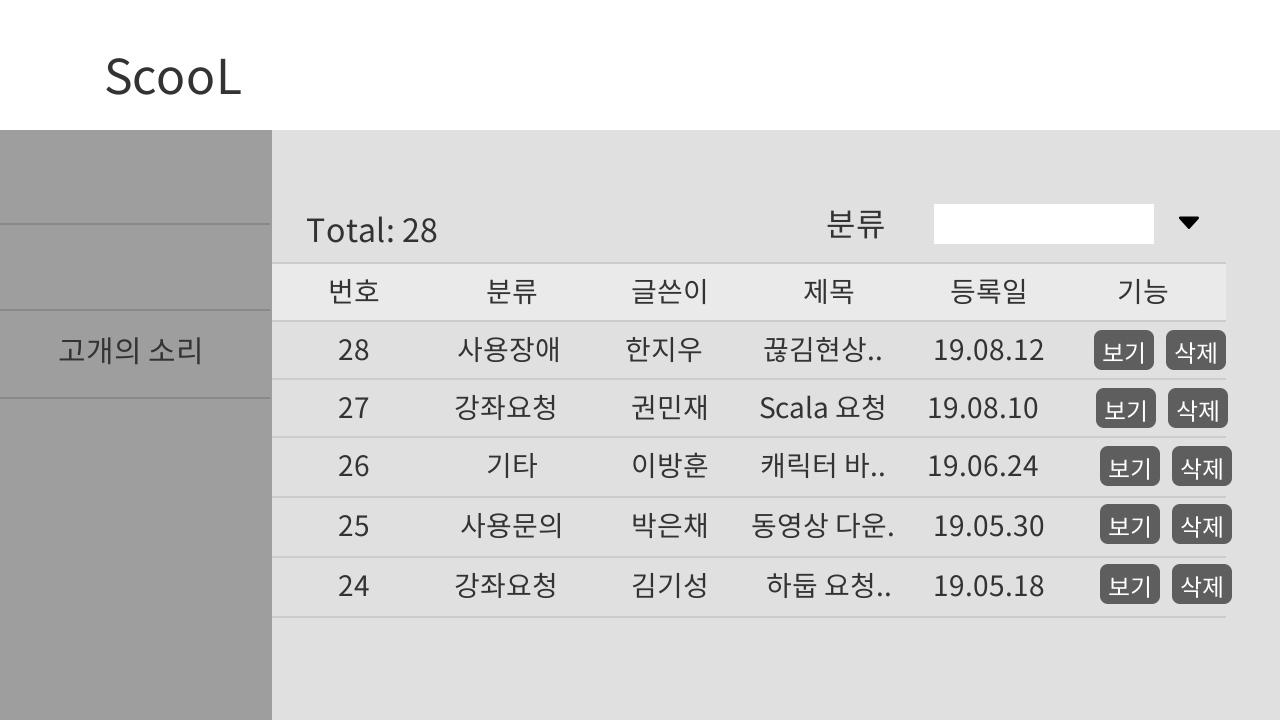 ScooL
Total: 28
분류
번호 분류 글쓴이 제목 등록일 기능
고개의 소리
28 사용장애 한지우 끊김현상.. 19.08.12 보기 삭제
27 강좌요청 권민재 Scala 요청 19.08.10 보기 삭제
26 기타 이방훈 캐릭터 바.. 19.06.24 보기 삭제
25 사용문의 박은채 동영상 다운. 19.05.30 보기 삭제
24 강좌요청 김기성 하둡 요청.. 19.05.18 보기 삭제